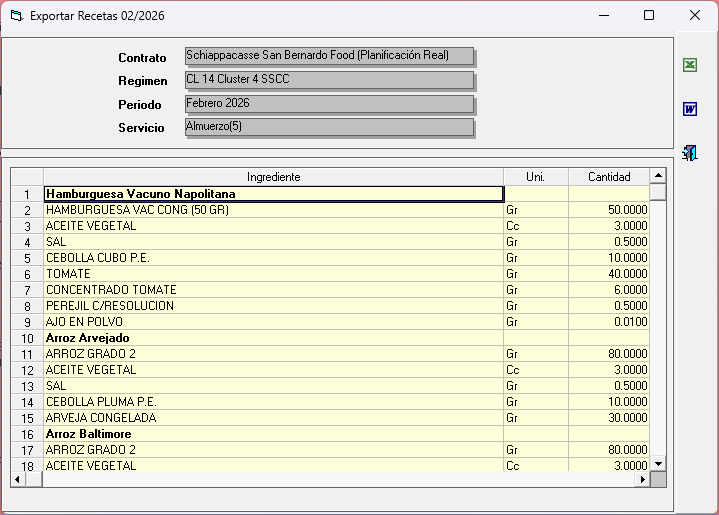 Exportar Recetas 02/2026
Contrato Schiappacasse San Bernardo Food (Planificación Real)
Regimen CL 14 Cluster 4 SSCC
Periodo Febrero 2026
Servicio Almuerzo(5)
Ingrediente Uni. Cantidad
1 Hamburguesa Vacuno Napolitana
2 HAMBURGUESA VAC CONG (50 GR) Gr 50.0000
3 ACEITE VEGETAL Cc 3.0000
4 SAL Gr 0.5000
5 CEBOLLA CUBO P.E. Gr 10.0000
6 TOMATE Gr 40.0000
7 CONCENTRADO TOMATE Gr 6.0000
8 PEREJIL C/RESOLUCION Gr 0.5000
9 AJO EN POLVO Gr 0.0100
10 Arroz Arvejado
11 ARROZ GRADO 2 Gr 80.0000
12 ACEITE VEGETAL Cc 3.0000
13 SAL Gr 0.5000
14 CEBOLLA PLUMA P.E. Gr 10.0000
15 ARVEJA CONGELADA Gr 30.0000
16 Arroz Baltimore
17 ARROZ GRADO 2 Gr 80.0000
18 ACEITE VEGETAL Cc 3.0000